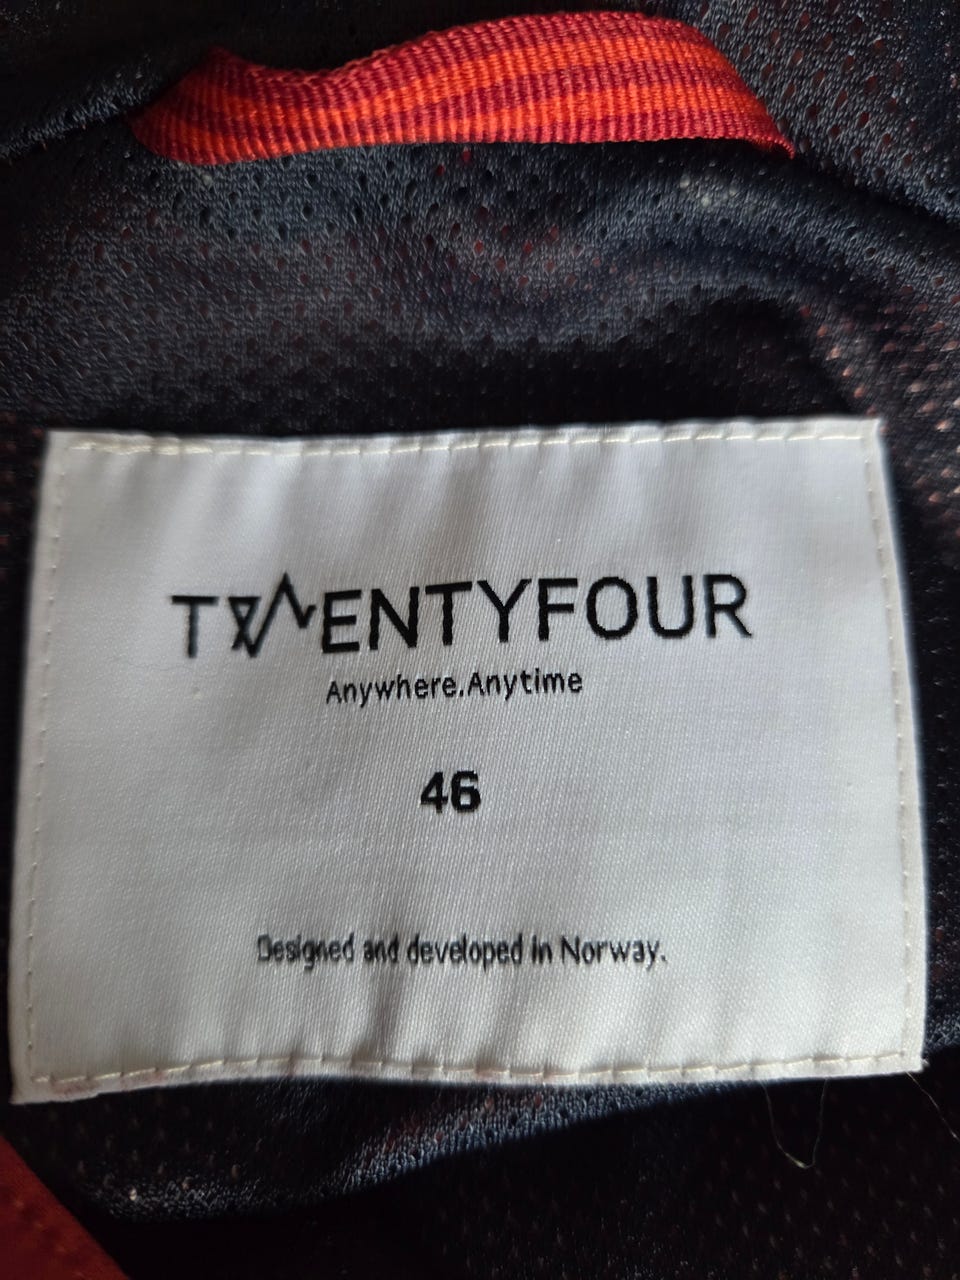 TWENTYFOUR
Anywhere.Anytime
46
Designed and developed in Norway.